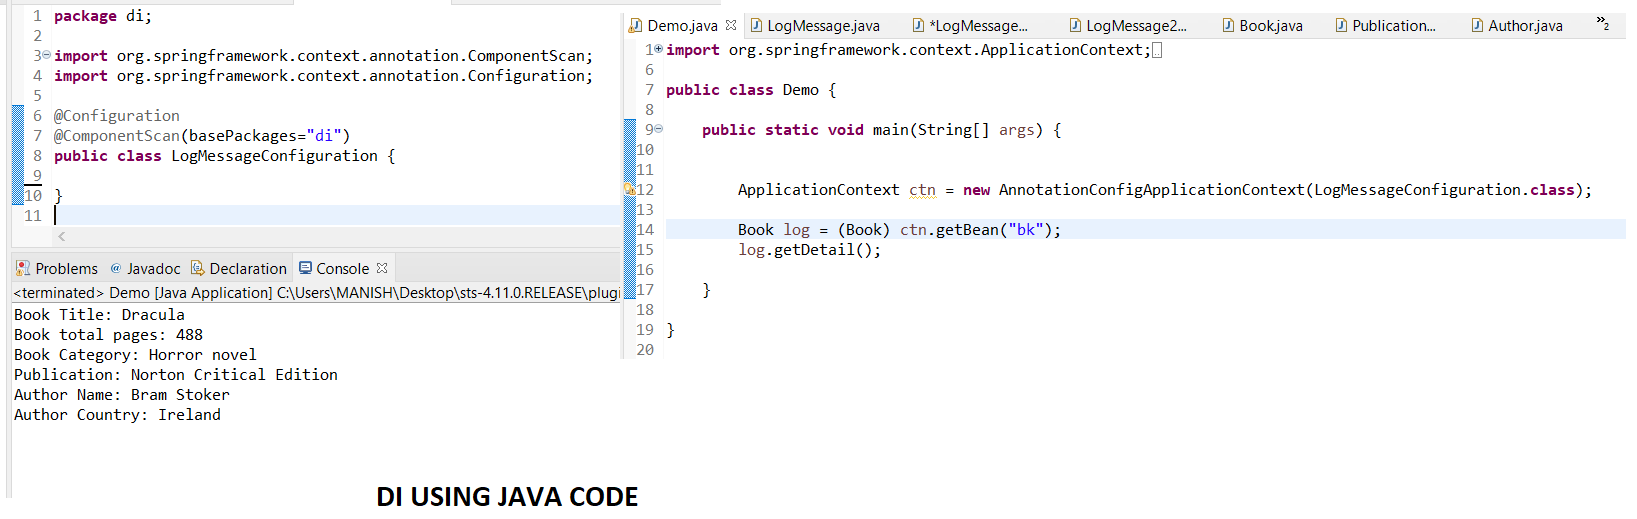 1 package di;
2
3 import org.springframework.context.annotation.ComponentScan;
4 import org.springframework.context.annotation.Configuration;
5
6 @Configuration
7 @ComponentScan(basePackages="di")
8 public class LogMessageConfiguration {
9
10 }
11
Problems @ Javadoc Declaration Console
<terminated> Demo [Java Application] C:\Users\MANISH\Desktop\sts-4.11.0.RELEASE\plugi
Book Title: Dracula
Book total pages: 488
Book Category: Horror novel
Publication: Norton Critical Edition
Author Name: Bram Stoker
Author Country: Ireland
Demo.java LogMessage.java *LogMessage... LogMessage2... Book.java Publication... Author.java »2
1 import org.springframework.context.ApplicationContext;
6
7 public class Demo {
8
9 public static void main(String[] args) {
10
11
12 ApplicationContext ctn = new AnnotationConfigApplicationContext(LogMessageConfiguration.class);
13
14 Book log = (Book) ctn.getBean("bk");
15 log.getDetail();
16
17 }
18
19 }
20
DI USING JAVA CODE